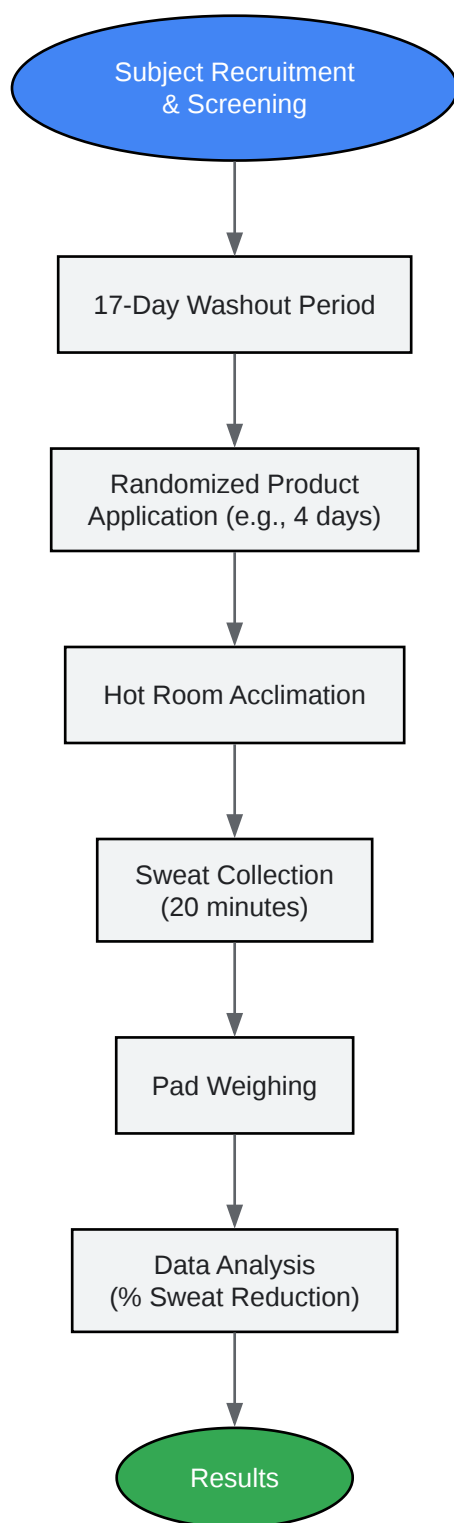 Subject Recruitment
& Screening
17-Day Washout Period
Randomized Product
Application (e.g., 4 days)
Hot Room Acclimation
Sweat Collection
(20 minutes)
Pad Weighing
Data Analysis
(% Sweat Reduction)
Results